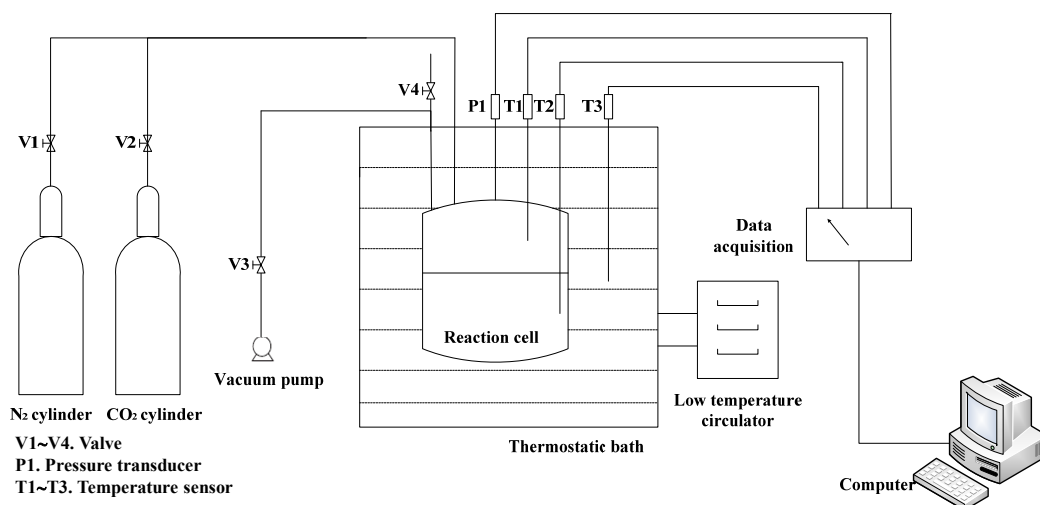 V4
P1
T1
T2
T3
V1
V2
V3
Data
acquisition
Reaction cell
Vacuum pump
Low temperature
circulator
N2 cylinder
CO2 cylinder
Thermostatic bath
V1~V4. Valve
P1. Pressure transducer
T1~T3. Temperature sensor
Computer